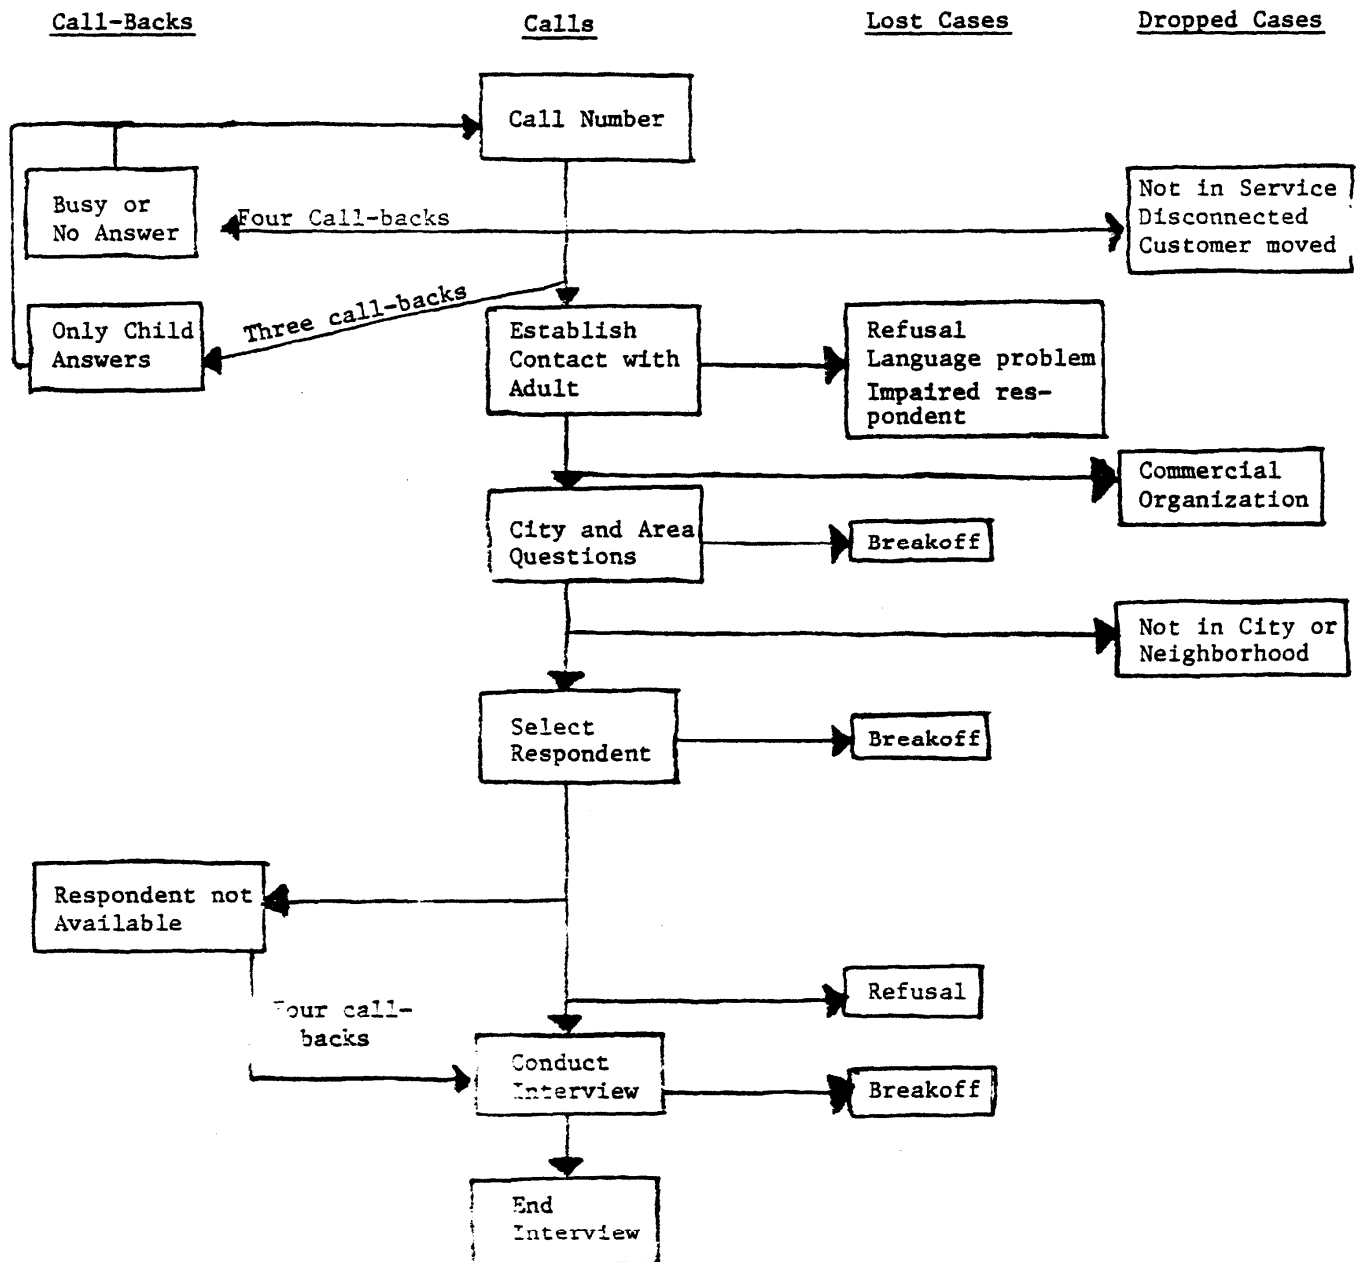 Call-Backs
Calls
Lost Cases
Dropped Cases
Call Number
Busy or
No Answer
Four Call-backs
Not in Service
Disconnected
Customer moved
Only Child
Answers
Three call-backs
Establish
Contact with
Adult
Refusal
Language problem
Impaired res-
pondent
Commercial
Organization
City and Area
Questions
Breakoff
Not in City or
Neighborhood
Select
Respondent
Breakoff
Respondent not
Available
Four call-
backs
Refusal
Conduct
Interview
Breakoff
End
Interview